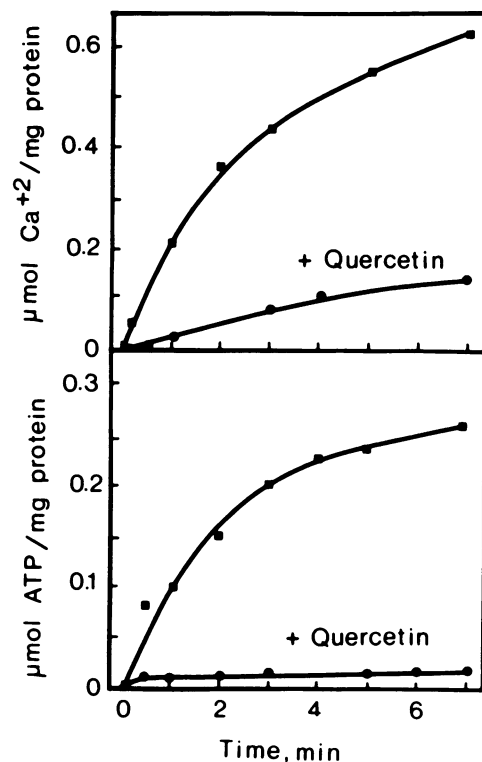 0.6
0.4
0.2
0
μmol Ca+2/mg protein
+ Quercetin
0.3
0.2
0.1
0
μmol ATP/mg protein
+ Quercetin
0 2 4 6
Time, min